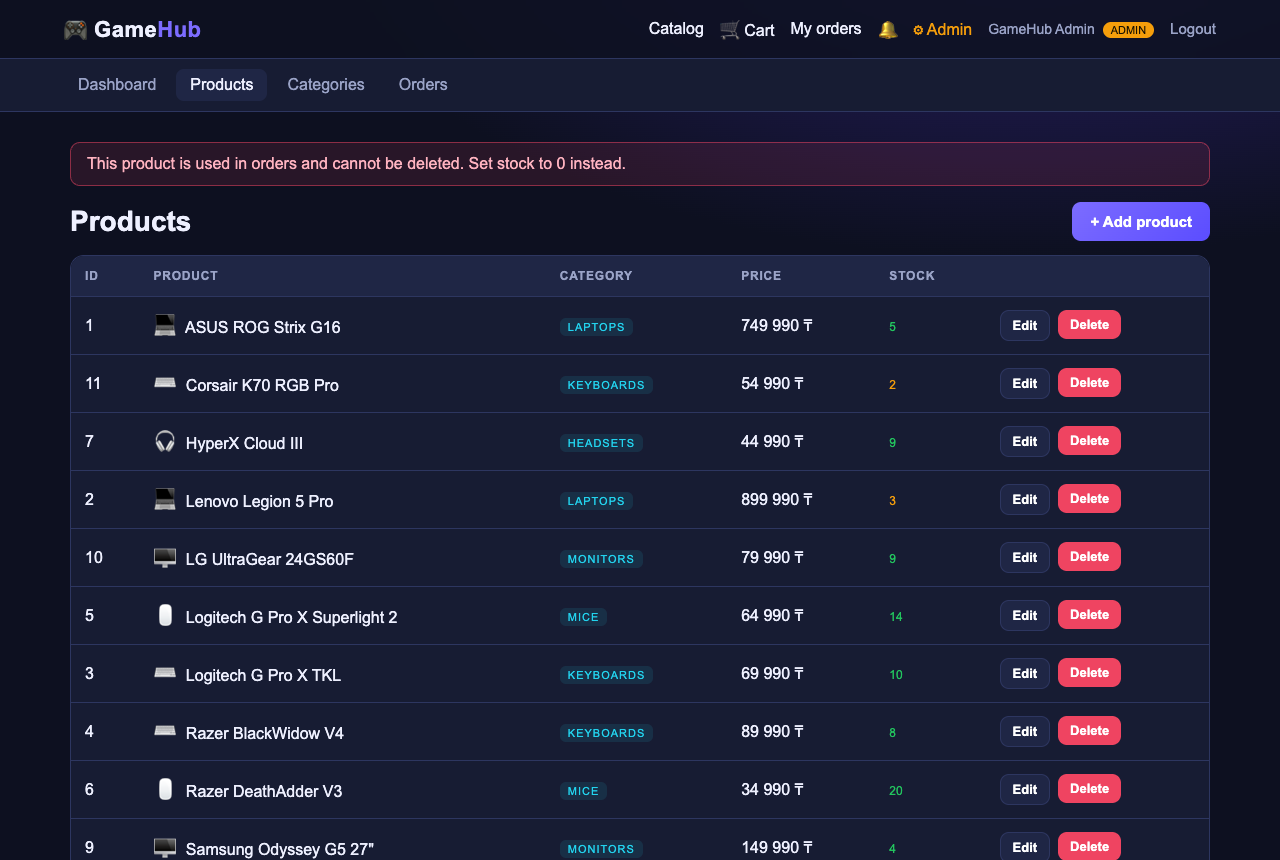 GameHub Catalog Cart My orders Admin GameHub Admin ADMIN Logout
Dashboard Products Categories Orders
This product is used in orders and cannot be deleted. Set stock to 0 instead.
Products + Add product
ID PRODUCT CATEGORY PRICE STOCK
1 ASUS ROG Strix G16 LAPTOPS 749 990 ₸ 5 Edit Delete
11 Corsair K70 RGB Pro KEYBOARDS 54 990 ₸ 2 Edit Delete
7 HyperX Cloud III HEADSETS 44 990 ₸ 9 Edit Delete
2 Lenovo Legion 5 Pro LAPTOPS 899 990 ₸ 3 Edit Delete
10 LG UltraGear 24GS60F MONITORS 79 990 ₸ 9 Edit Delete
5 Logitech G Pro X Superlight 2 MICE 64 990 ₸ 14 Edit Delete
3 Logitech G Pro X TKL KEYBOARDS 69 990 ₸ 10 Edit Delete
4 Razer BlackWidow V4 KEYBOARDS 89 990 ₸ 8 Edit Delete
6 Razer DeathAdder V3 MICE 34 990 ₸ 20 Edit Delete
9 Samsung Odyssey G5 27" MONITORS 149 990 ₸ 4 Edit Delete